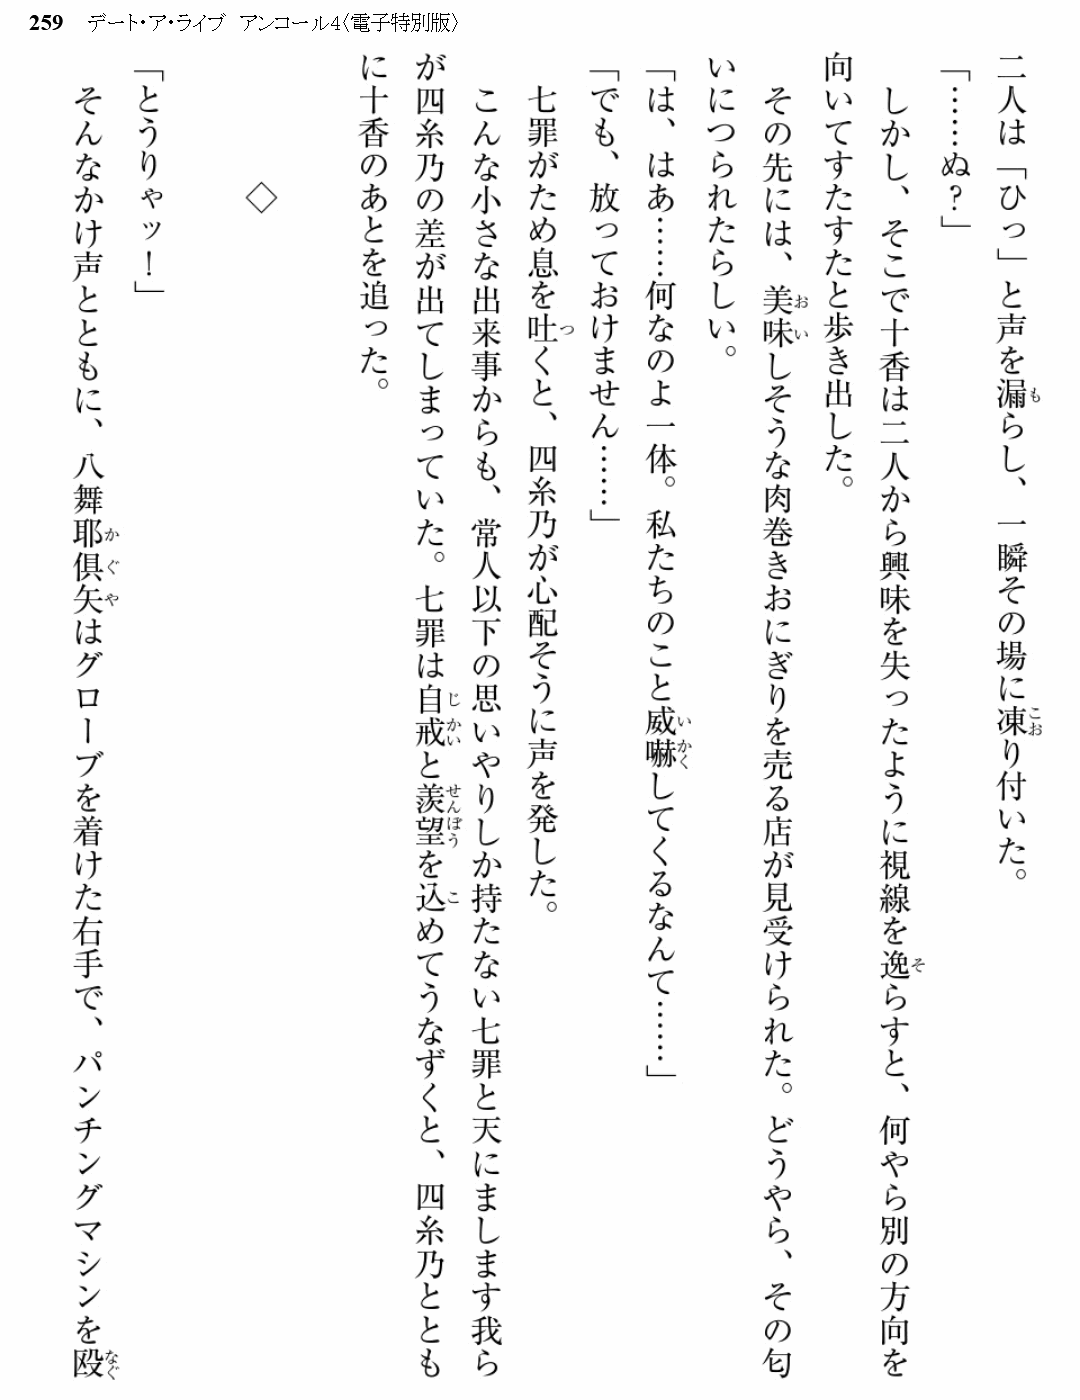 259 デート・ア・ライブ アンコール4〈電子特別版〉
二人は「ひっ」と声を漏らし、一瞬その場に凍り付いた。
「……ぬ？」
しかし、そこで十香は二人から興味を失ったように視線を逸らすと、何やら別の方向を
向いてすたすたと歩き出した。
その先には、美味しそうな肉巻きおにぎりを売る店が見受けられた。どうやら、その匂
いにつられたらしい。
「は、はあ……何なのよ一体。私たちのこと威嚇してくるなんて……」
「でも、放っておけません……」
七罪がため息を吐くと、四糸乃が心配そうに声を発した。
こんな小さな出来事からも、常人以下の思いやりしか持たない七罪と天にまします我ら
が四糸乃の差が出てしまっていた。七罪は自戒と羨望を込めてうなずくと、四糸乃ととも
に十香のあとを追った。
◇
「とうりゃッ！」
そんなかけ声とともに、八舞耶倶矢はグローブを着けた右手で、パンチングマシンを殴